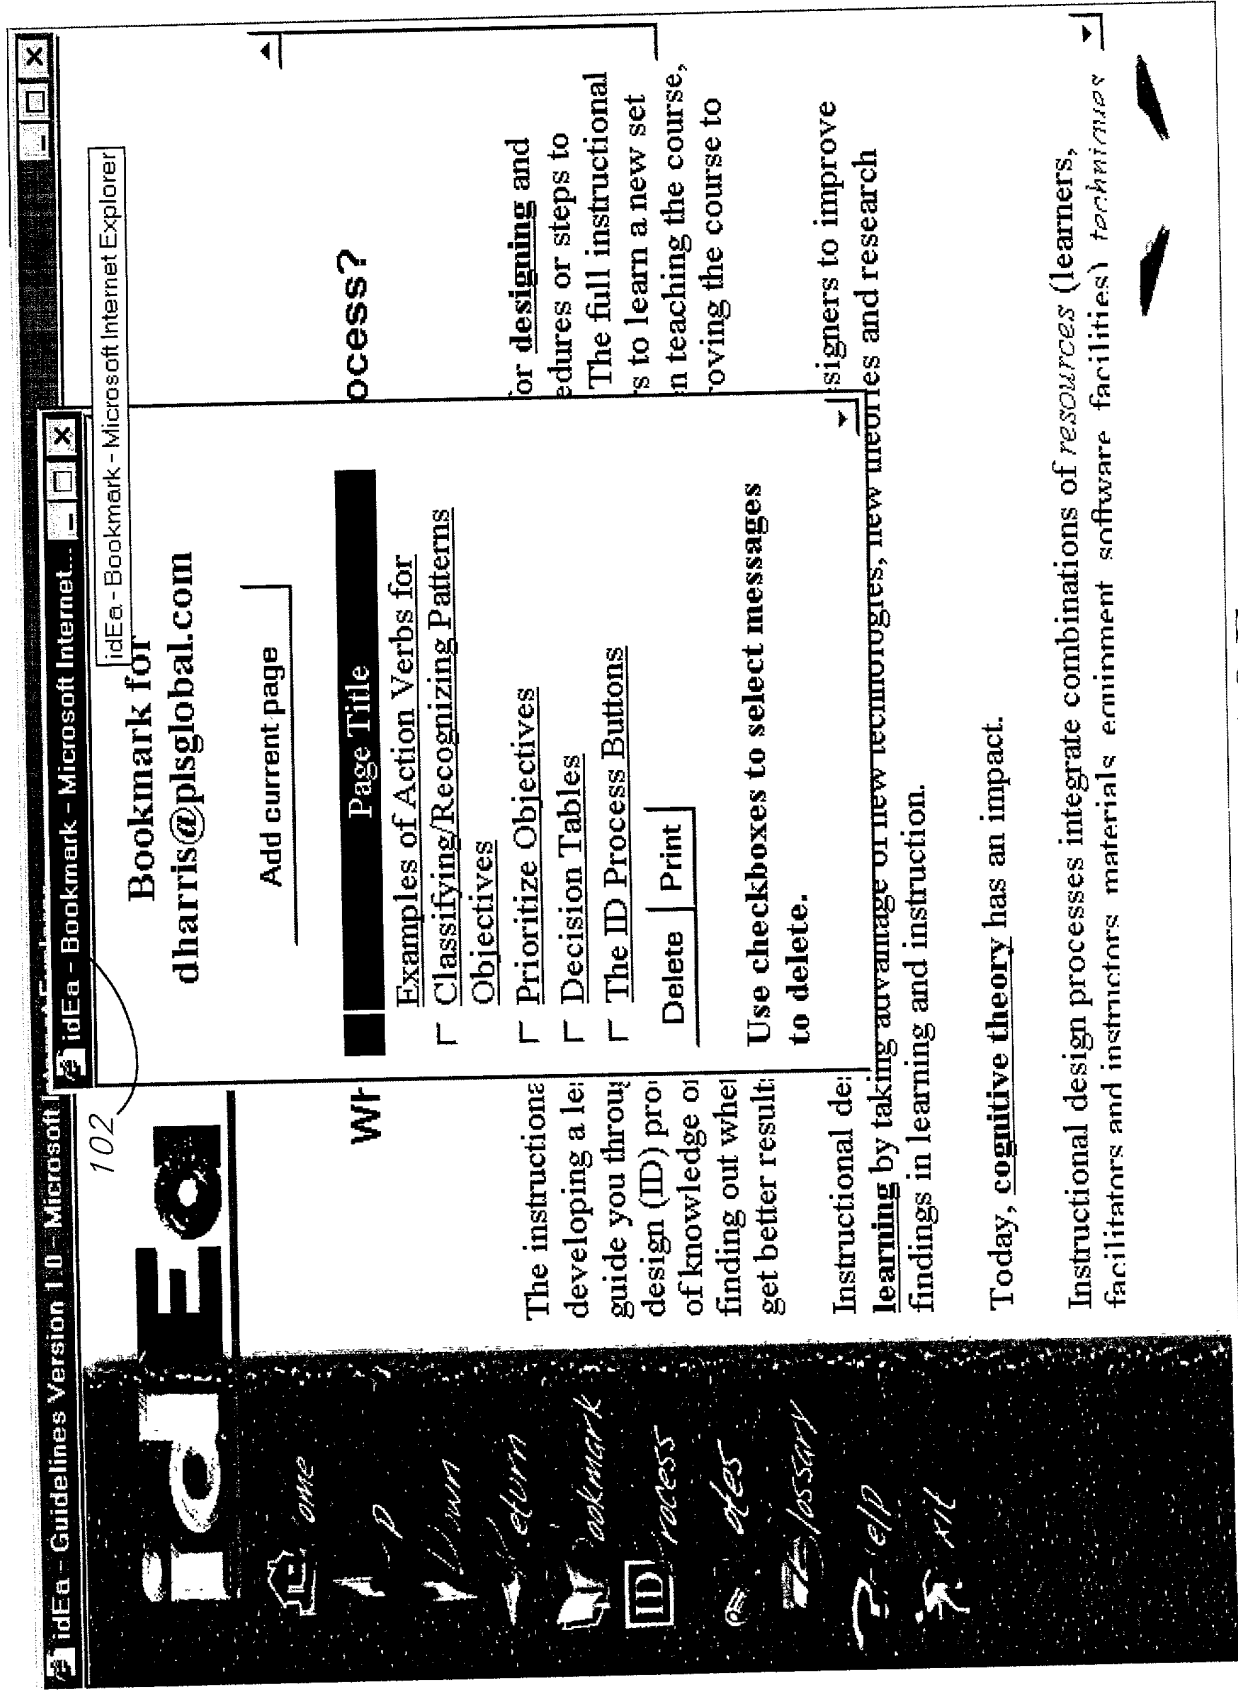 idEa - Guidelines Version 1.0 - Microsoft
102
idEa - Bookmark - Microsoft Internet...
idEa - Bookmark - Microsoft Internet Explorer
idEa
Bookmark for
dharris@plsglobal.com
Add current page
Page Title
Examples of Action Verbs for
Classifying/Recognizing Patterns
Objectives
Prioritize Objectives
Decision Tables
The ID Process Buttons
Delete Print
Use checkboxes to select messages
to delete.
ome
p
own
eturn
ookmark
ID rocess
otes
lossary
elp
xit
Wh ocess?
The instructiona or designing and
developing a les edures or steps to
guide you throug The full instructional
design (ID) pro s to learn a new set
of knowledge or n teaching the course,
finding out whe roving the course to
get better result
Instructional de signers to improve
learning by taking advantage of new technologies, new theories and research
findings in learning and instruction.
Today, cognitive theory has an impact.
Instructional design processes integrate combinations of resources (learners,
facilitators and instructors materials equipment software facilities) techniques